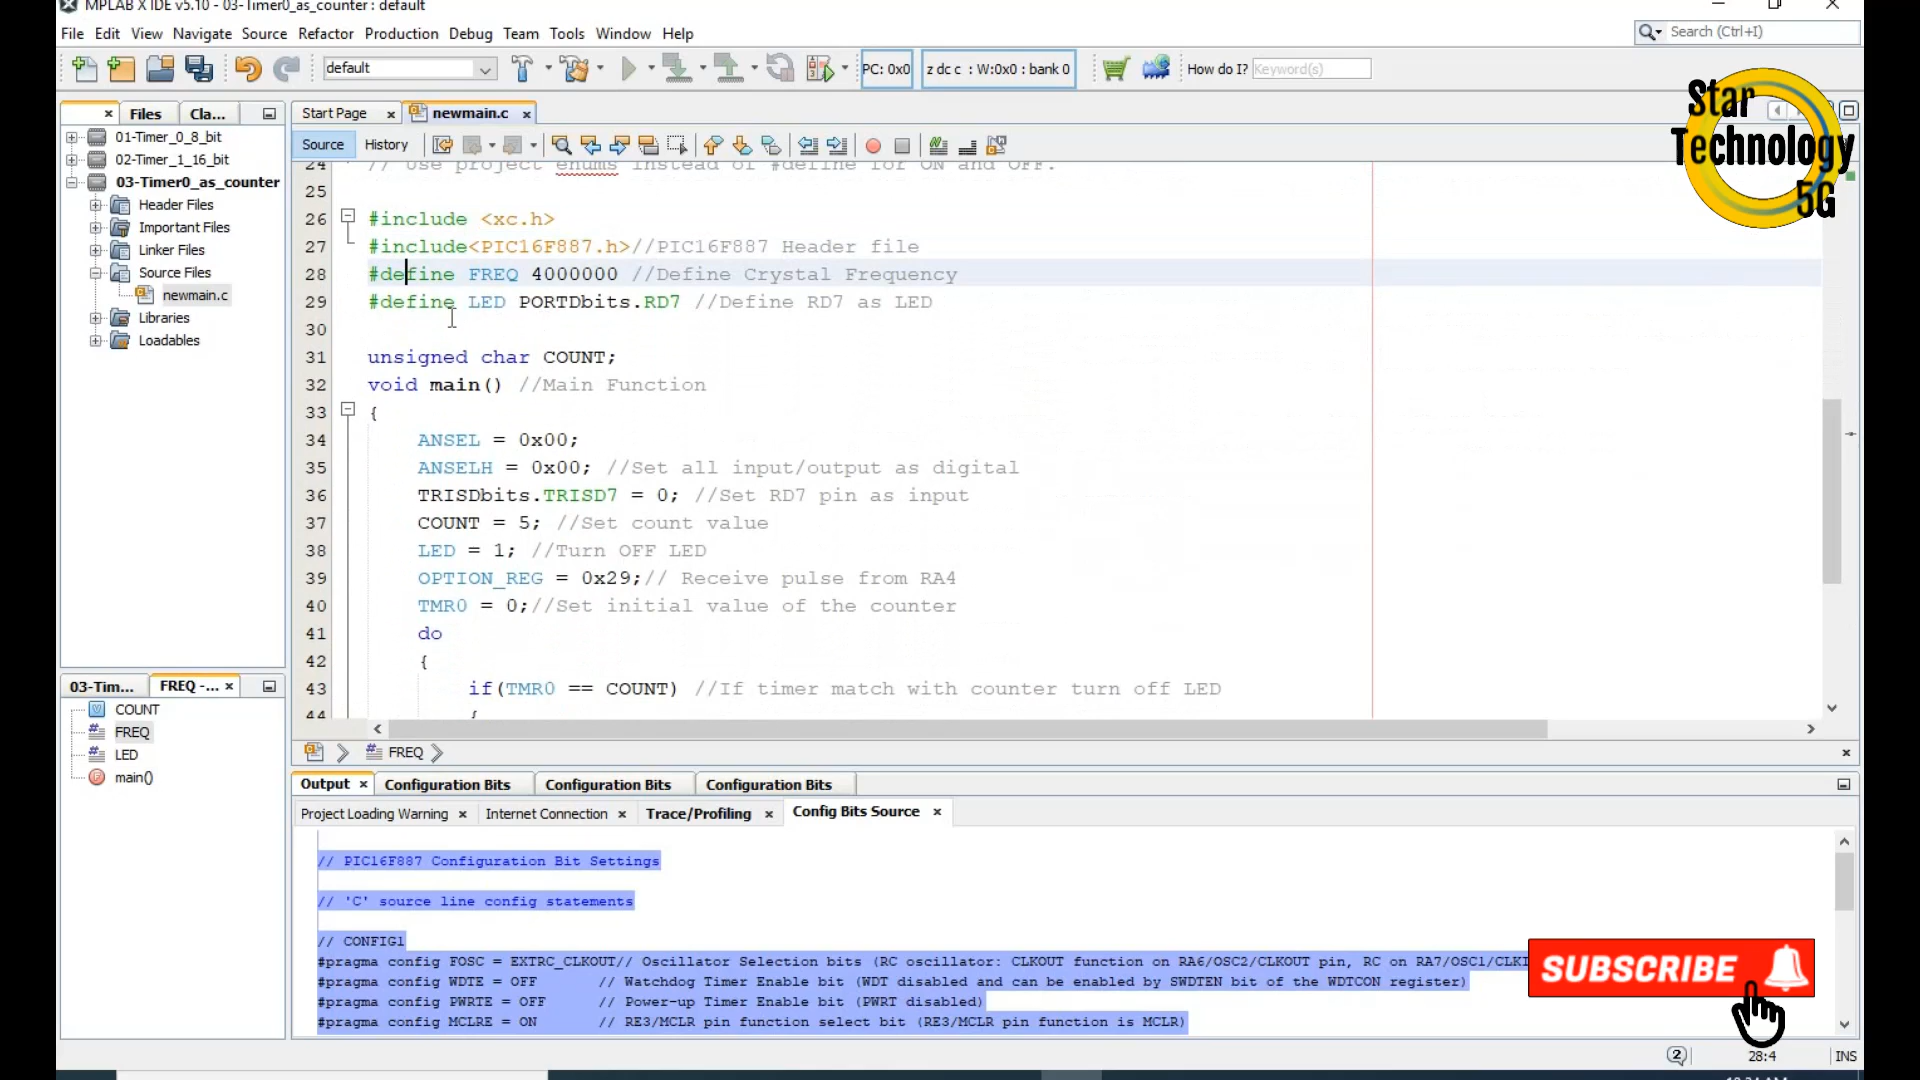 MPLAB X IDE v5.10 - 03-Timer0_as_counter : default
File Edit View Navigate Source Refactor Production Debug Team Tools Window Help
Search (Ctrl+I)
default
PC: 0x0
z dc c : W:0x0 : bank 0
How do I? Keyword(s)
Star Technology 5G
Files
Cla...
Start Page
newmain.c
Source
History
01-Timer_0_8_bit
02-Timer_1_16_bit
03-Timer0_as_counter
Header Files
Important Files
Linker Files
Source Files
newmain.c
Libraries
Loadables
24 // Use project enums instead of #define for ON and OFF.
25
26 #include <xc.h>
27 #include<PIC16F887.h>//PIC16F887 Header file
28 #define FREQ 4000000 //Define Crystal Frequency
29 #define LED PORTDbits.RD7 //Define RD7 as LED
30
31 unsigned char COUNT;
32 void main() //Main Function
33 {
34 ANSEL = 0x00;
35 ANSELH = 0x00; //Set all input/output as digital
36 TRISDbits.TRISD7 = 0; //Set RD7 pin as input
37 COUNT = 5; //Set count value
38 LED = 1; //Turn OFF LED
39 OPTION_REG = 0x29;// Receive pulse from RA4
40 TMR0 = 0;//Set initial value of the counter
41 do
42 {
43 if(TMR0 == COUNT) //If timer match with counter turn off LED
44 {
FREQ
03-Tim...
FREQ -...
COUNT
FREQ
LED
main()
Output
Configuration Bits
Configuration Bits
Configuration Bits
Project Loading Warning
Internet Connection
Trace/Profiling
Config Bits Source
// PIC16F887 Configuration Bit Settings
// 'C' source line config statements
// CONFIG1
#pragma config FOSC = EXTRC_CLKOUT// Oscillator Selection bits (RC oscillator: CLKOUT function on RA6/OSC2/CLKOUT pin, RC on RA7/OSC1/CLKI
#pragma config WDTE = OFF // Watchdog Timer Enable bit (WDT disabled and can be enabled by SWDTEN bit of the WDTCON register)
#pragma config PWRTE = OFF // Power-up Timer Enable bit (PWRT disabled)
#pragma config MCLRE = ON // RE3/MCLR pin function select bit (RE3/MCLR pin function is MCLR)
SUBSCRIBE
2
28:4
INS